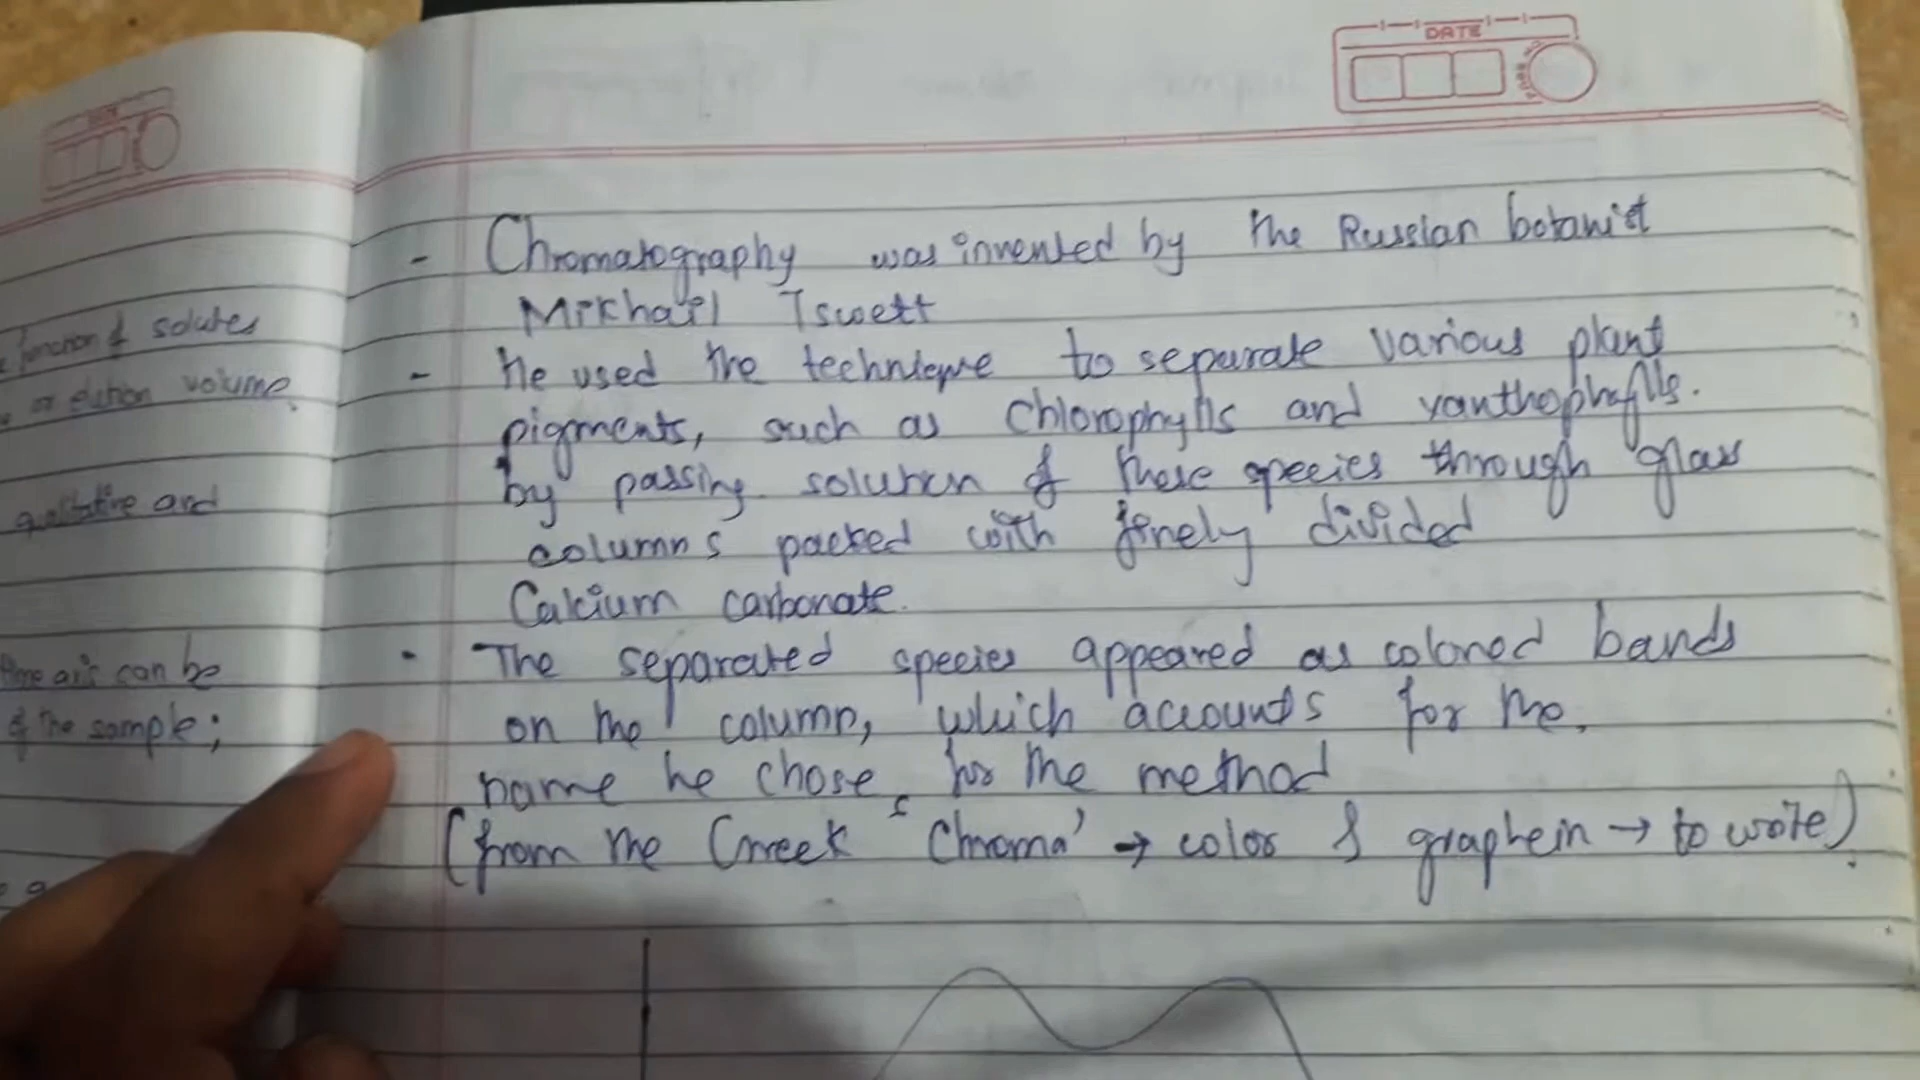 DATE
function of solutes
or elution volume.
qualitative and
can be
of the sample;
DATE
PAGE NO
- Chromatography was invented by the Russian botanist
Mikhail Tswett
- he used the technique to separate various plant
pigments, such as Chlorophylls and xanthophylls.
by passing solution of these species through glass
columns packed with finely divided
Calcium carbonate.
- The separated species appeared as colored bands
on the column, which accounts for the
name he chose for the method
(from the Greek 'Chroma' → color & graphein → to write)